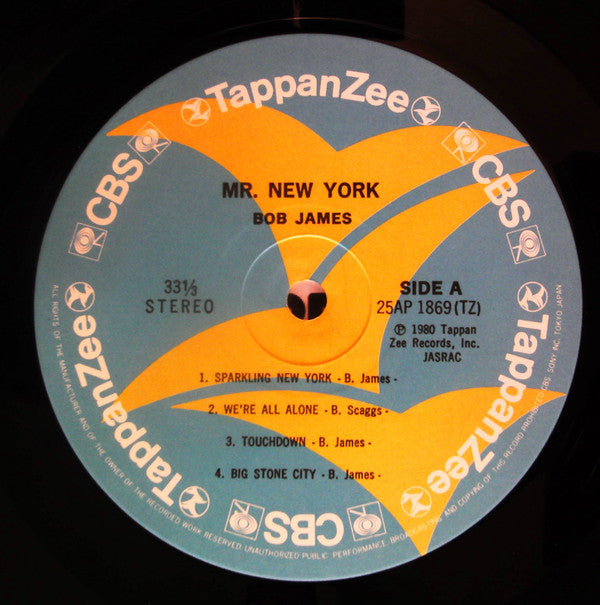 TappanZee
CBS
CBS
MR. NEW YORK
BOB JAMES
33⅓
STEREO
SIDE A
25AP 1869(TZ)
℗ 1980 Tappan
Zee Records, Inc.
JASRAC
1. SPARKLING NEW YORK - B. James -
2. WE'RE ALL ALONE - B. Scaggs -
3. TOUCHDOWN - B. James -
4. BIG STONE CITY - B. James -
TappanZee
TappanZee
CBS
ALL RIGHTS OF THE MANUFACTURER AND OF THE OWNER OF THE RECORDED WORK RESERVED. UNAUTHORIZED PUBLIC PERFORMANCE, BROADCASTING AND COPYING OF THIS RECORD PROHIBITED CBS/SONY INC. TOKYO JAPAN